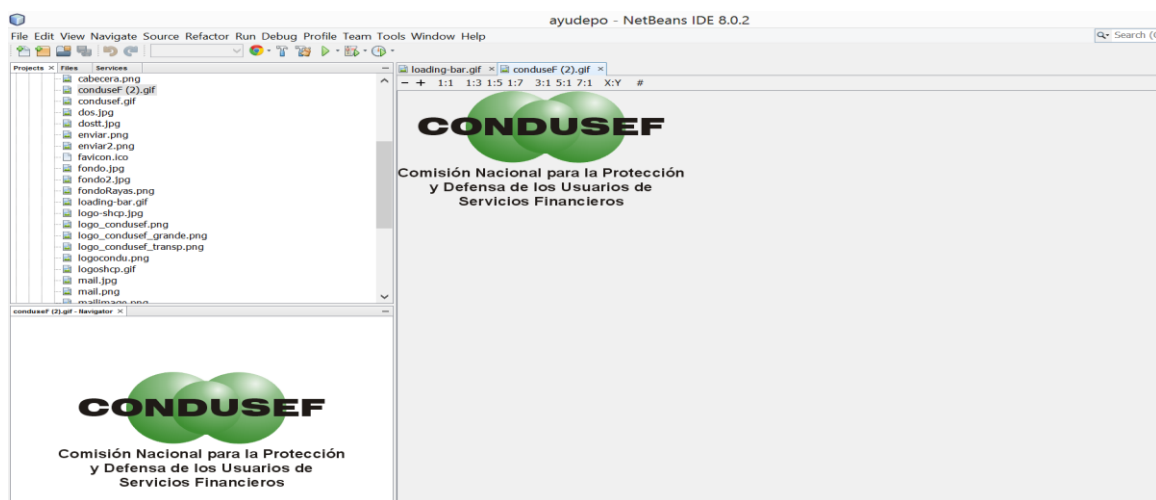 ayudepo - NetBeans IDE 8.0.2
File Edit View Navigate Source Refactor Run Debug Profile Team Tools Window Help
Search (
Projects × Files Services
cabecera.png
conduseF (2).gif
condusef.gif
dos.jpg
dostt.jpg
enviar.png
enviar2.png
favicon.ico
fondo.jpg
fondo2.jpg
fondoRayas.png
loading-bar.gif
logo-shcp.jpg
logo_condusef.png
logo_condusef_grande.png
logo_condusef_transp.png
logocondu.png
logoshcp.gif
mail.jpg
mail.png
mailimage.png
conduseF (2).gif - Navigator ×
CONDUSEF
Comisión Nacional para la Protección
y Defensa de los Usuarios de
Servicios Financieros
loading-bar.gif × conduseF (2).gif ×
1:1 1:3 1:5 1:7 3:1 5:1 7:1 X:Y #
CONDUSEF
Comisión Nacional para la Protección
y Defensa de los Usuarios de
Servicios Financieros